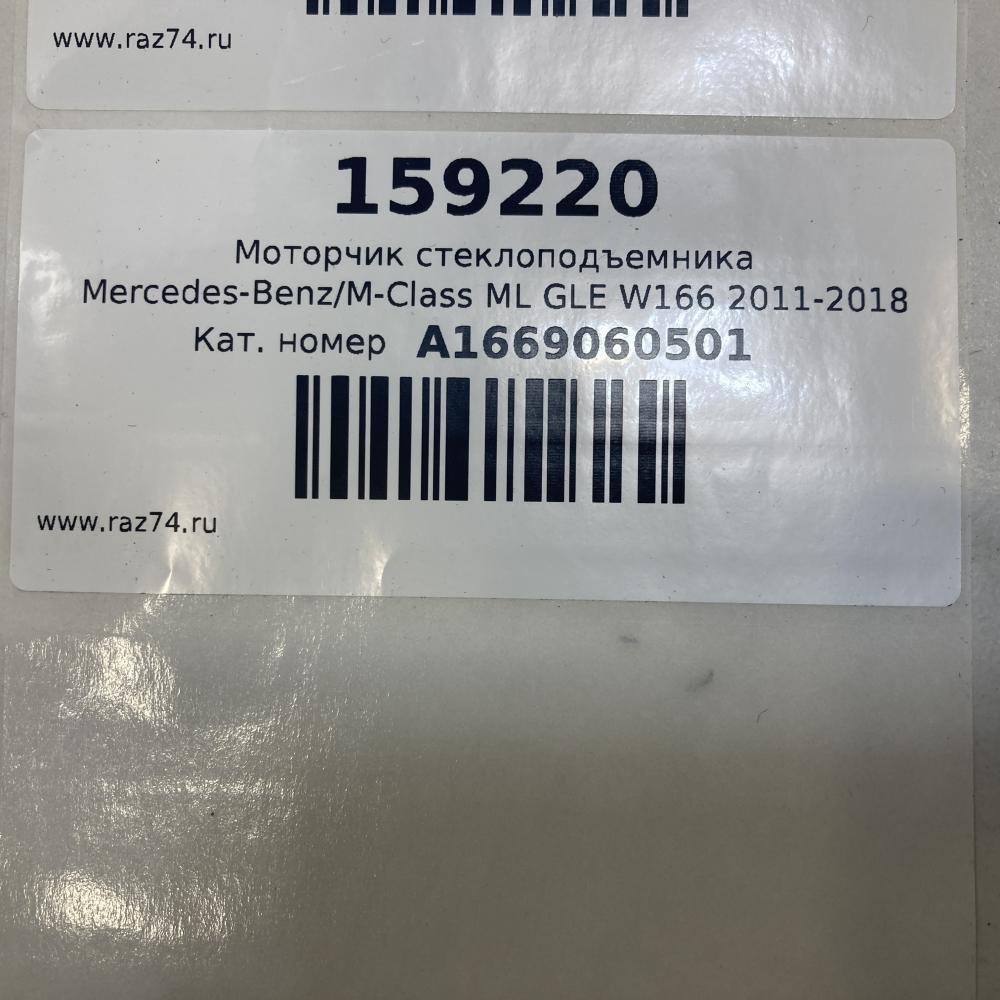 www.raz74.ru
159220
Моторчик стеклоподъемника
Mercedes-Benz/M-Class ML GLE W166 2011-2018
Кат. номер A1669060501
www.raz74.ru